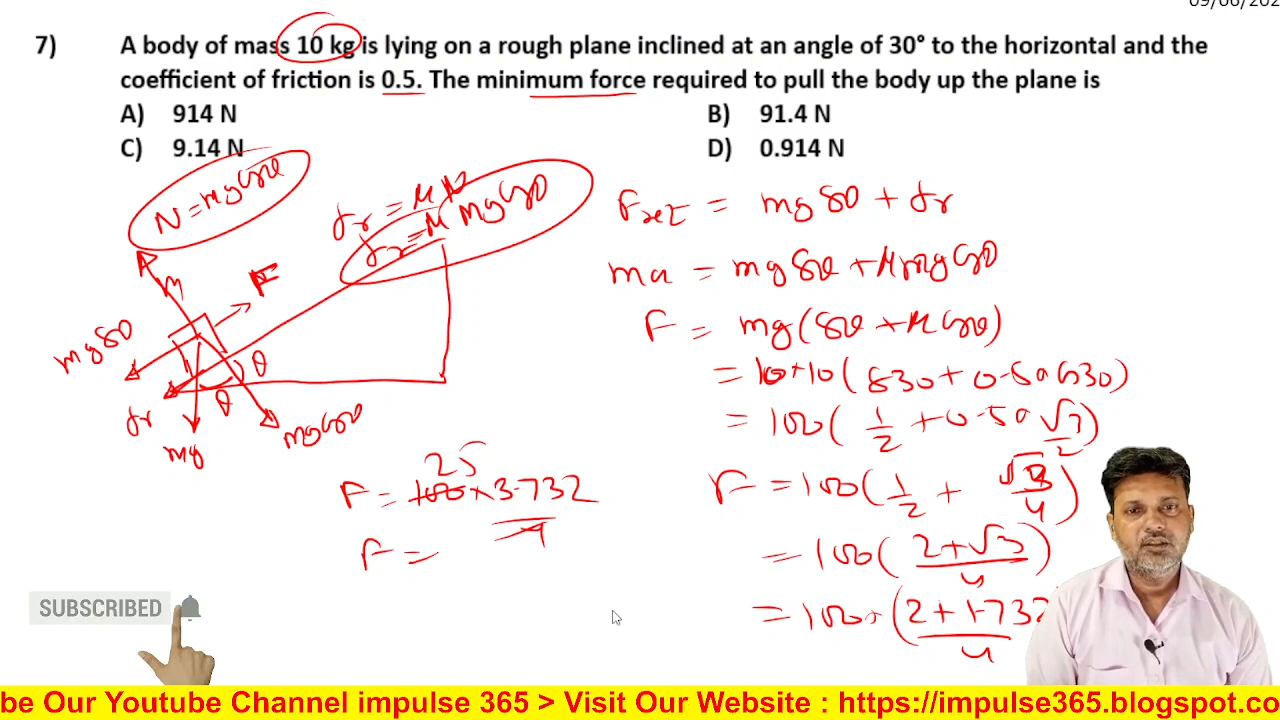 09/06/202
7) A body of mass 10 kg is lying on a rough plane inclined at an angle of 30° to the horizontal and the
coefficient of friction is 0.5. The minimum force required to pull the body up the plane is
A) 914 N B) 91.4 N
C) 9.14 N D) 0.914 N
N = mg cosθ
fr = μN
fr = μ mg cosθ
F
mg sinθ
θ
θ
fr
mg
mg cosθ
Fnet = mg sinθ + fr
ma = mg sinθ + μ mg cosθ
F = mg (sinθ + μ cosθ)
= 10×10 (s30 + 0.5 × cos30)
= 100 (1/2 + 0.5 × √3/2)
F = 100 (1/2 + √3/4)
= 100 (2+√3/4)
= 100 × (2+1.732/4
25
F = 100 × 3.732/4
F =
SUBSCRIBED
be Our Youtube Channel impulse 365 > Visit Our Website : https://impulse365.blogspot.co